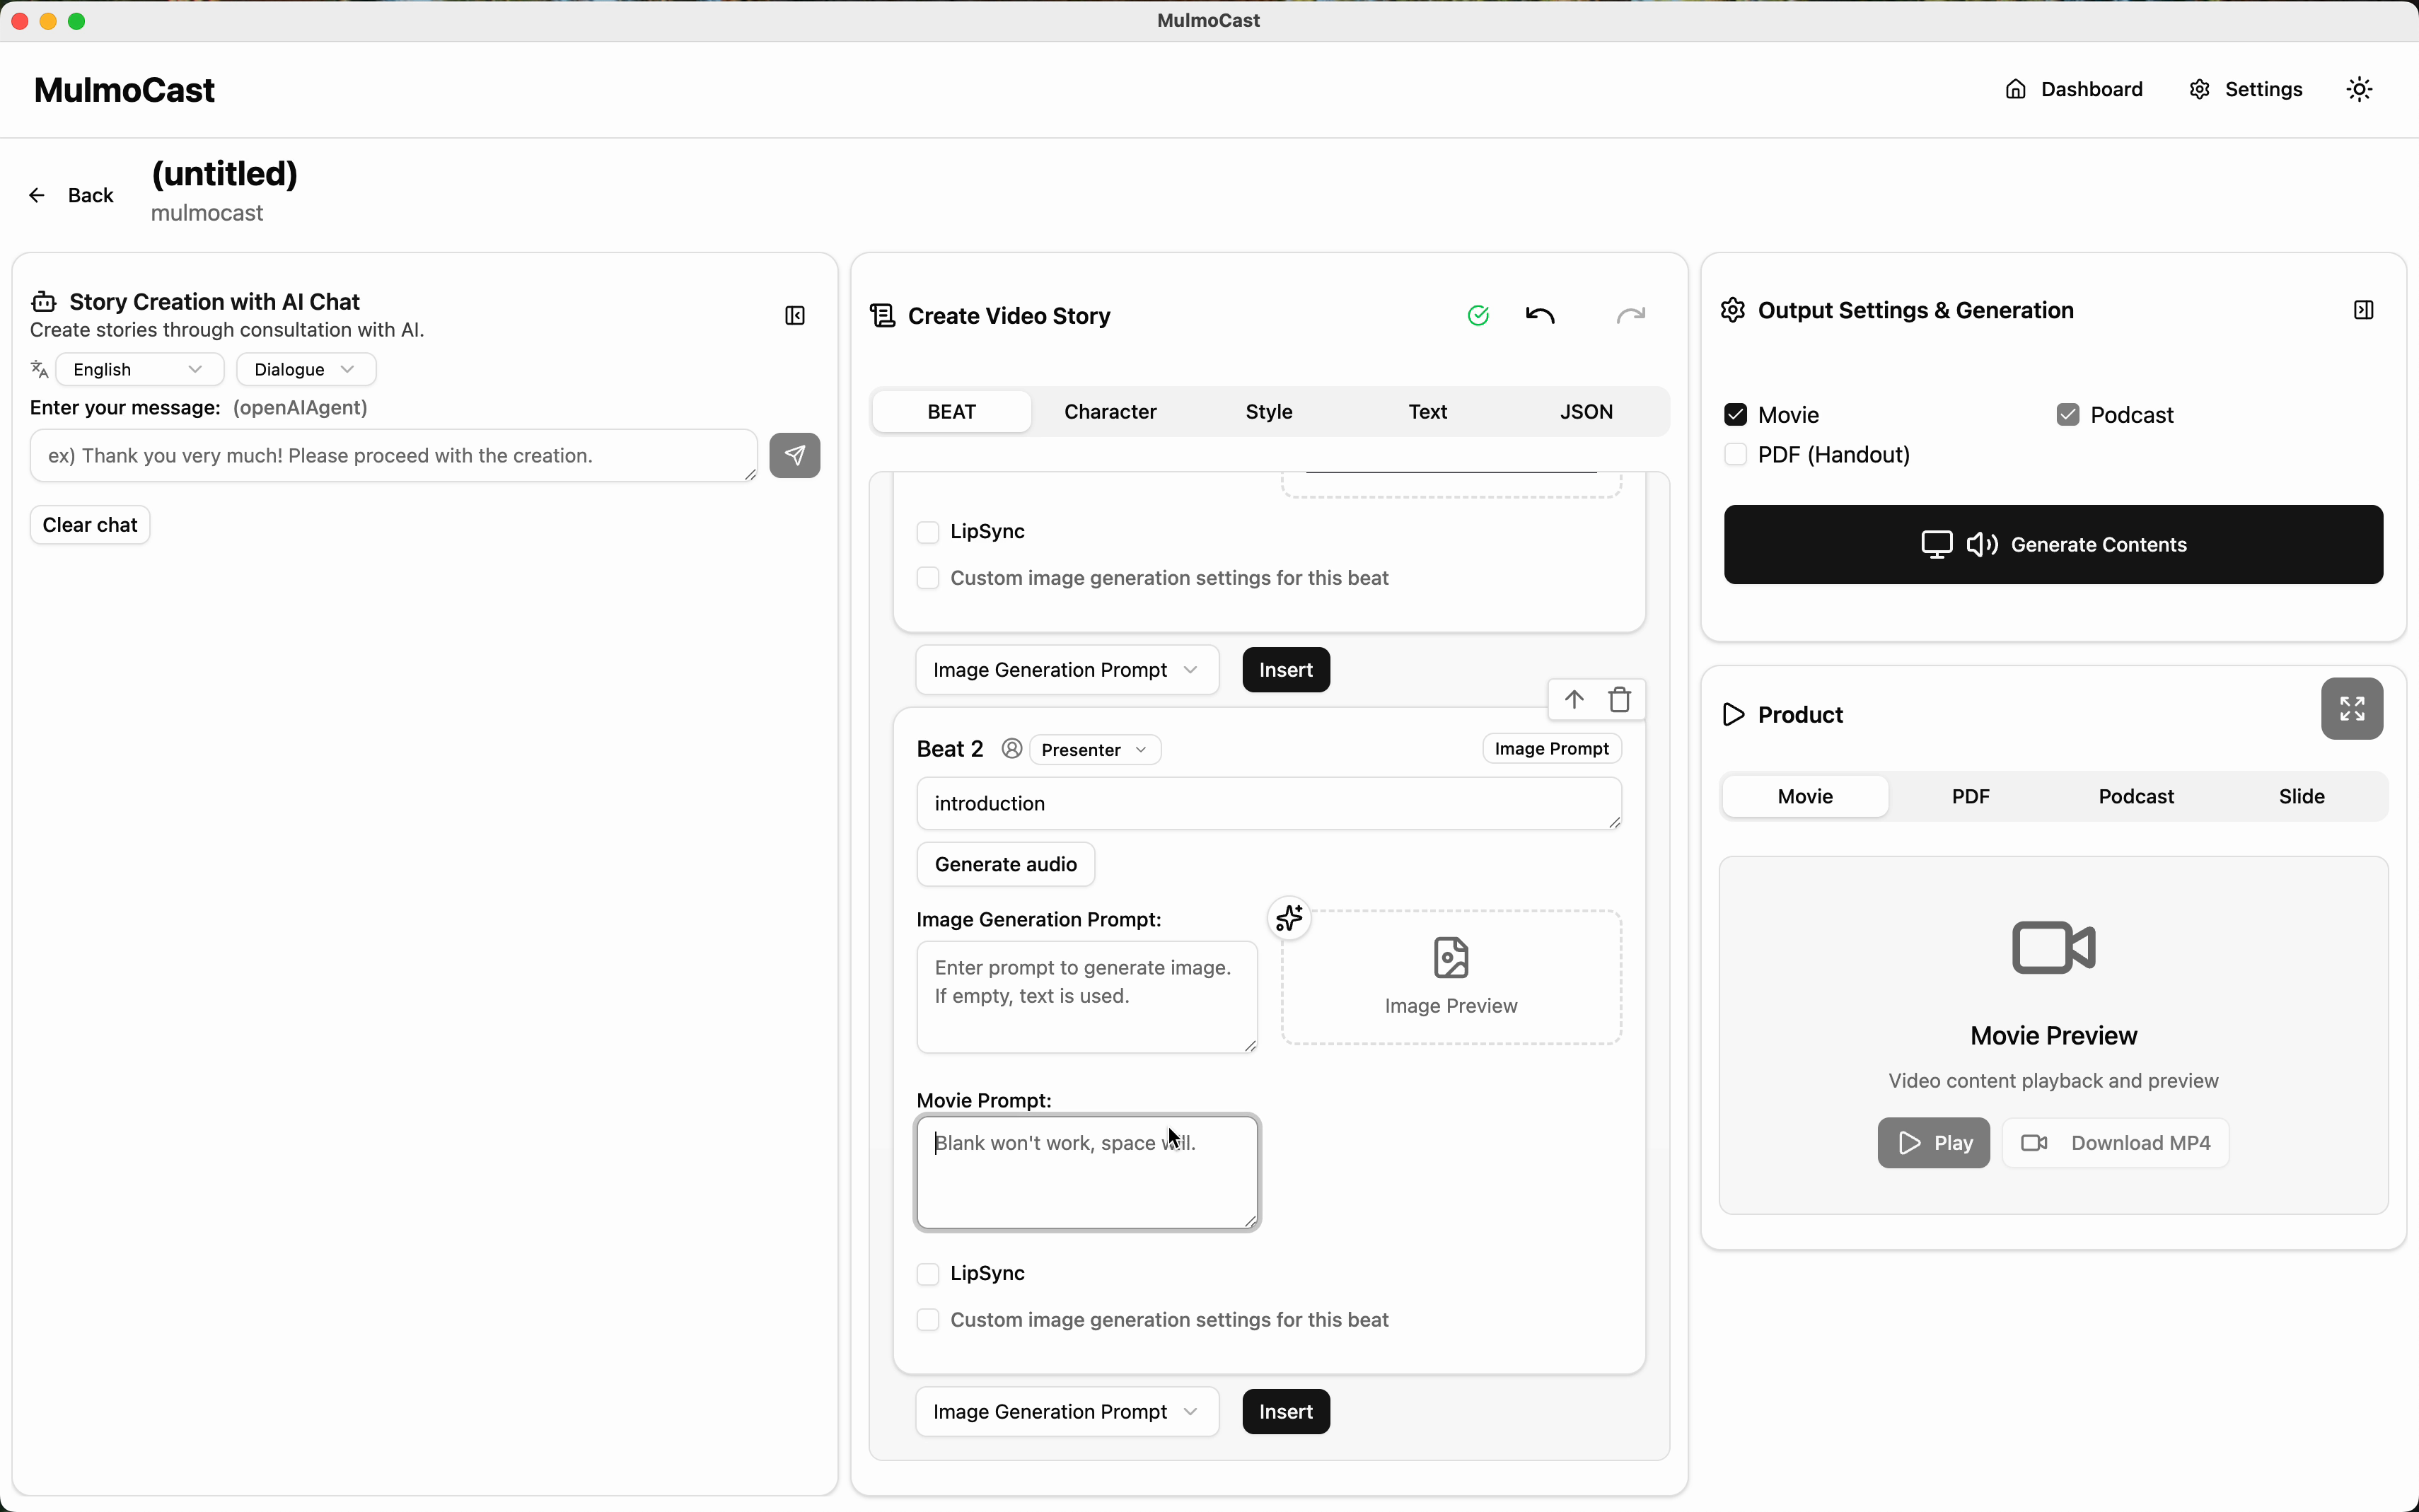 MulmoCast
MulmoCast
Dashboard
Settings
Back
(untitled)
mulmocast
Story Creation with AI Chat
Create stories through consultation with AI.
English
Dialogue
Enter your message: (openAIAgent)
ex) Thank you very much! Please proceed with the creation.
Clear chat
Create Video Story
BEAT
Character
Style
Text
JSON
LipSync
Custom image generation settings for this beat
Image Generation Prompt
Insert
Beat 2
Presenter
Image Prompt
introduction
Generate audio
Image Generation Prompt:
Enter prompt to generate image.
If empty, text is used.
Image Preview
Movie Prompt:
Blank won't work, space will.
LipSync
Custom image generation settings for this beat
Image Generation Prompt
Insert
Output Settings & Generation
Movie
Podcast
PDF (Handout)
Generate Contents
Product
Movie
PDF
Podcast
Slide
Movie Preview
Video content playback and preview
Play
Download MP4